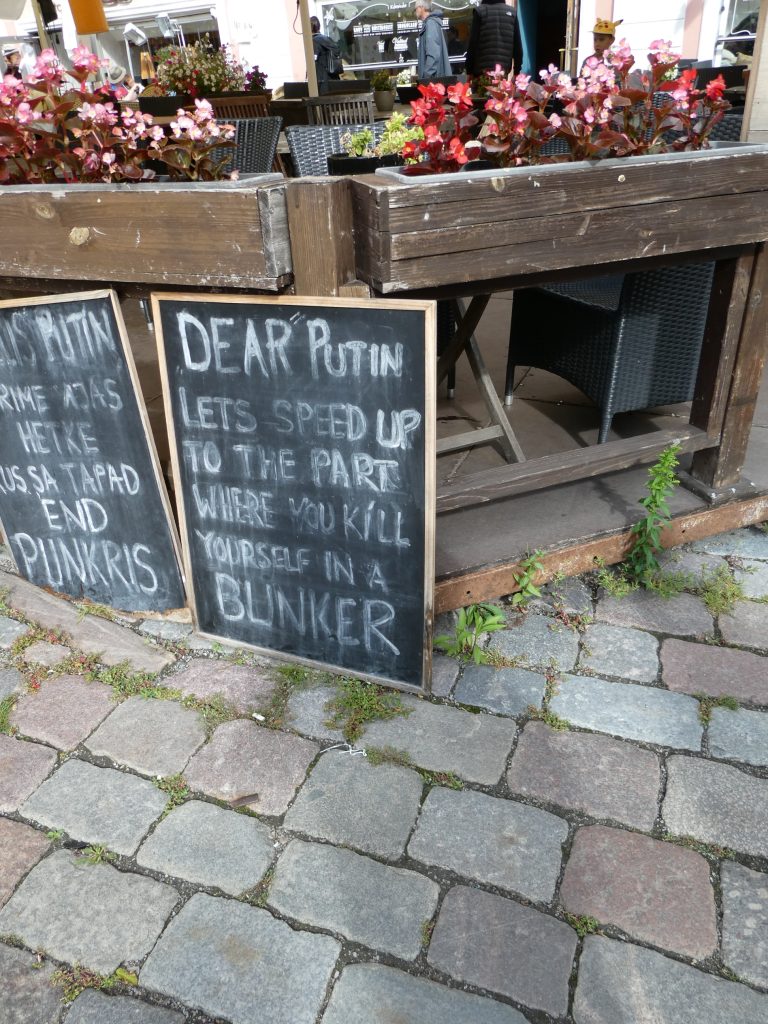 PUTIN
AJAS
HETKE
TAPAD
END
PUNKRIS
DEAR PUTIN
LETS SPEED UP
TO THE PART
WHERE YOU KILL
YOURSELF IN A
BUNKER